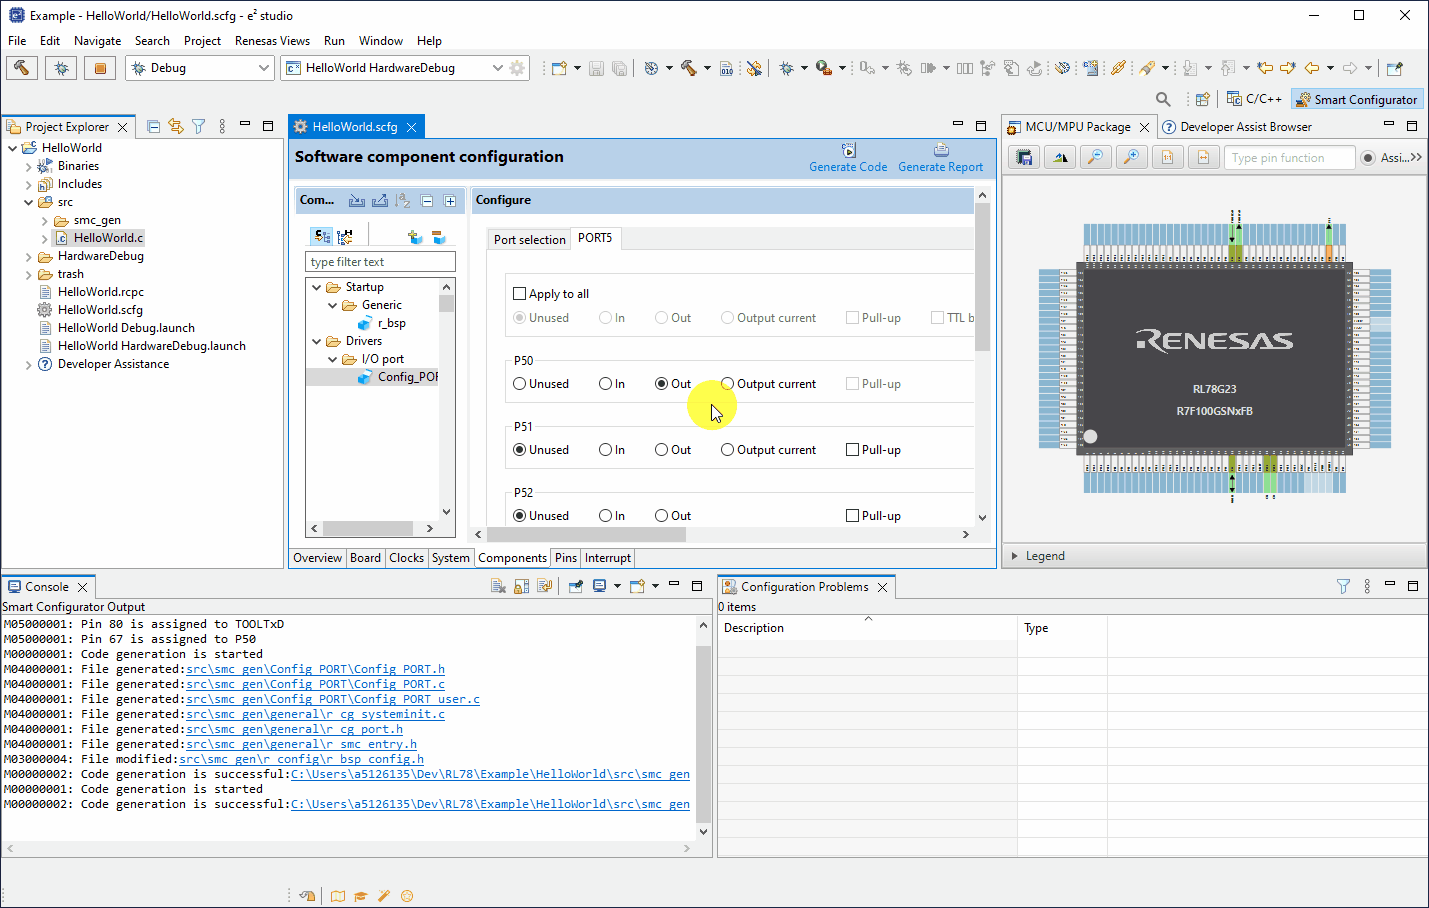 Example - HelloWorld/HelloWorld.scfg - e² studio
File Edit Navigate Search Project Renesas Views Run Window Help
Debug
HelloWorld HardwareDebug
C/C++
Smart Configurator
Project Explorer
HelloWorld
Binaries
Includes
src
smc_gen
HelloWorld.c
HardwareDebug
trash
HelloWorld.rcpc
HelloWorld.scfg
HelloWorld Debug.launch
HelloWorld HardwareDebug.launch
Developer Assistance
HelloWorld.scfg
Software component configuration
Generate Code
Generate Report
Com...
type filter text
Startup
Generic
r_bsp
Drivers
I/O port
Config_POR
Configure
Port selection
PORT5
Apply to all
Unused In Out Output current Pull-up TTL b
P50
Unused In Out Output current Pull-up
P51
Unused In Out Output current Pull-up
P52
Unused In Out Pull-up
Overview Board Clocks System Components Pins Interrupt
MCU/MPU Package
Developer Assist Browser
Type pin function
Assi...
RENESAS
RL78G23
R7F100GSNxFB
Legend
Console
Smart Configurator Output
M05000001: Pin 80 is assigned to TOOLTxD
M05000001: Pin 67 is assigned to P50
M00000001: Code generation is started
M04000001: File generated:src\smc_gen\Config_PORT\Config_PORT.h
M04000001: File generated:src\smc_gen\Config_PORT\Config_PORT.c
M04000001: File generated:src\smc_gen\Config_PORT\Config_PORT_user.c
M04000001: File generated:src\smc_gen\general\r_cg_systeminit.c
M04000001: File generated:src\smc_gen\general\r_cg_port.h
M04000001: File generated:src\smc_gen\general\r_smc_entry.h
M03000004: File modified:src\smc_gen\r_config\r_bsp_config.h
M00000002: Code generation is successful:C:\Users\a5126135\Dev\RL78\Example\HelloWorld\src\smc_gen
M00000001: Code generation is started
M00000002: Code generation is successful:C:\Users\a5126135\Dev\RL78\Example\HelloWorld\src\smc_gen
Configuration Problems
0 items
Description Type